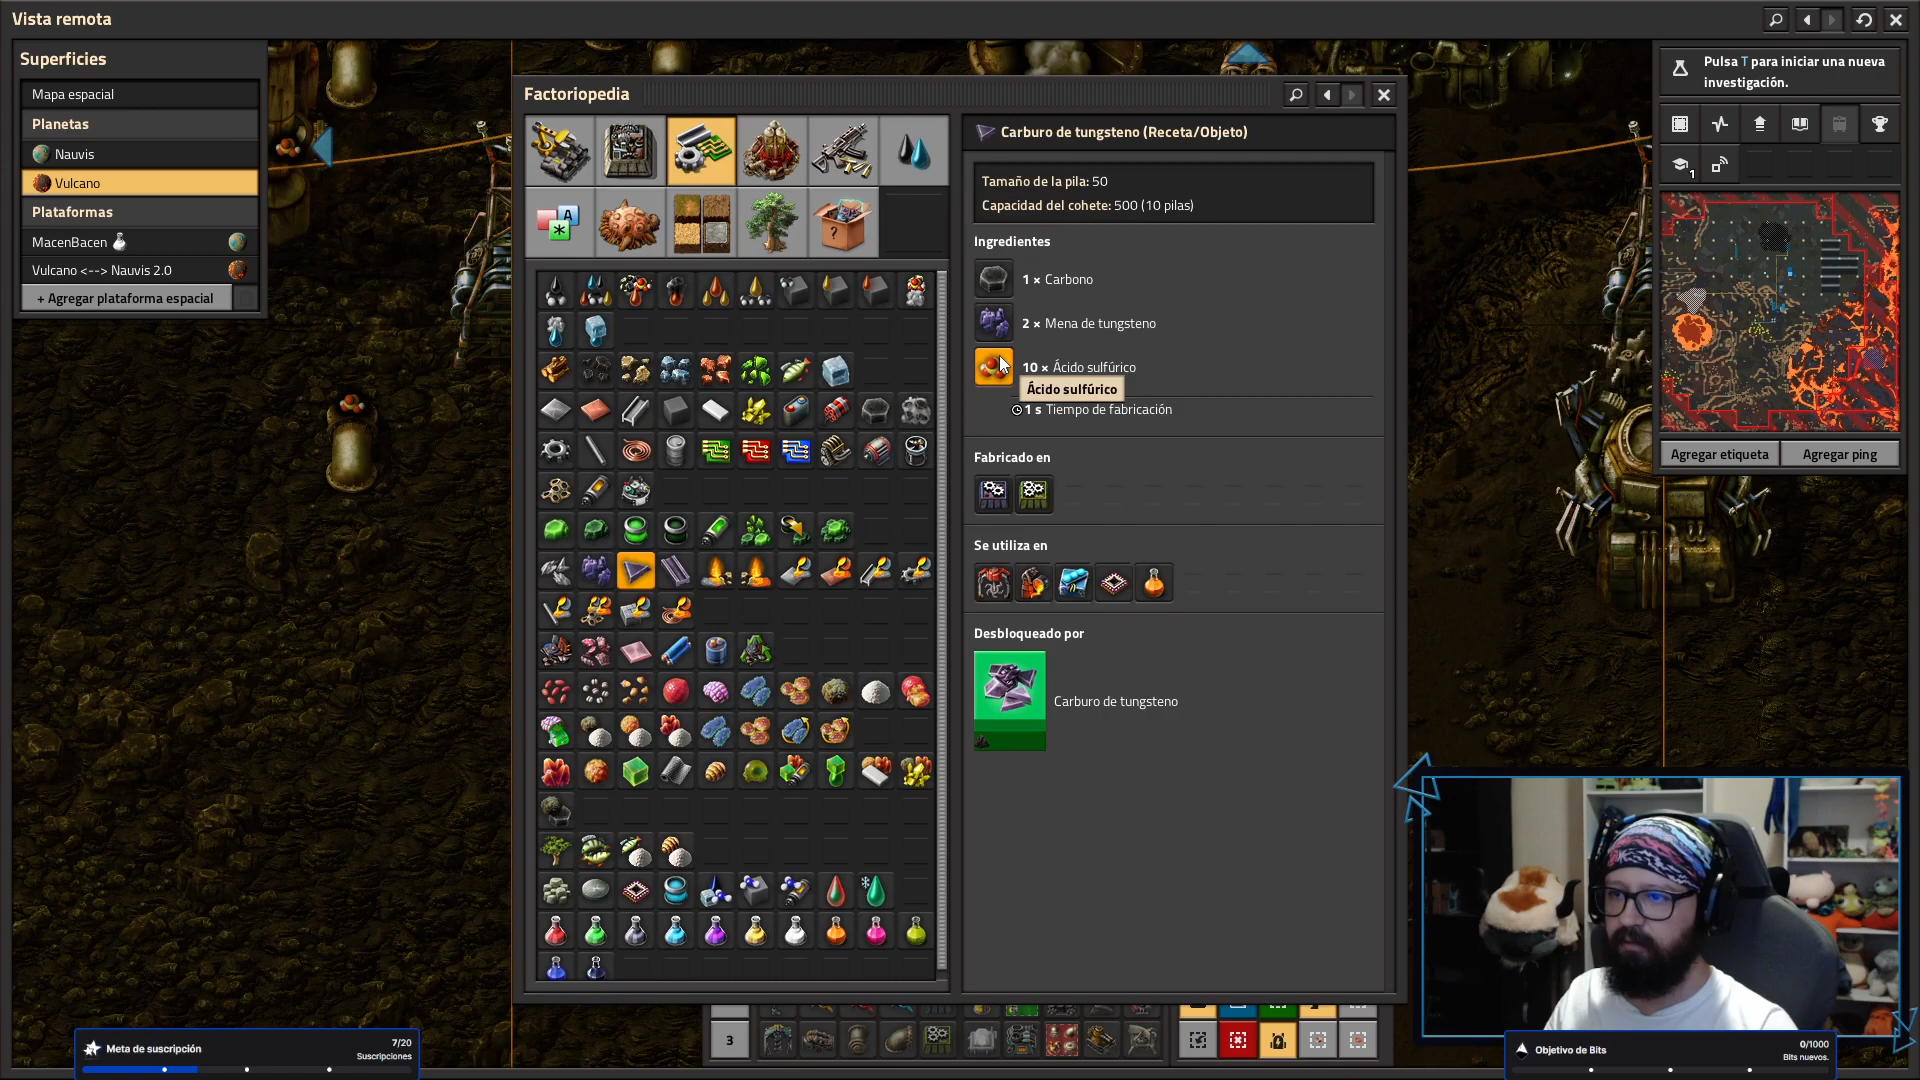 Vista remota
Superficies
Mapa espacial
Planetas
Nauvis
Vulcano
Plataformas
MacenBacen
Vulcano <--> Nauvis 2.0
+ Agregar plataforma espacial
Factoriopedia
Carburo de tungsteno (Receta/Objeto)
Tamaño de la pila: 50
Capacidad del cohete: 500 (10 pilas)
Ingredientes
1 × Carbono
2 × Mena de tungsteno
10 × Ácido sulfúrico
Ácido sulfúrico
1 s Tiempo de fabricación
Fabricado en
Se utiliza en
Desbloqueado por
Carburo de tungsteno
A
?
Pulsa T para iniciar una nueva
investigación.
1
Agregar etiqueta
Agregar ping
3
Meta de suscripción
7/20
Suscripciones
Objetivo de Bits
0/1000
Bits nuevos.